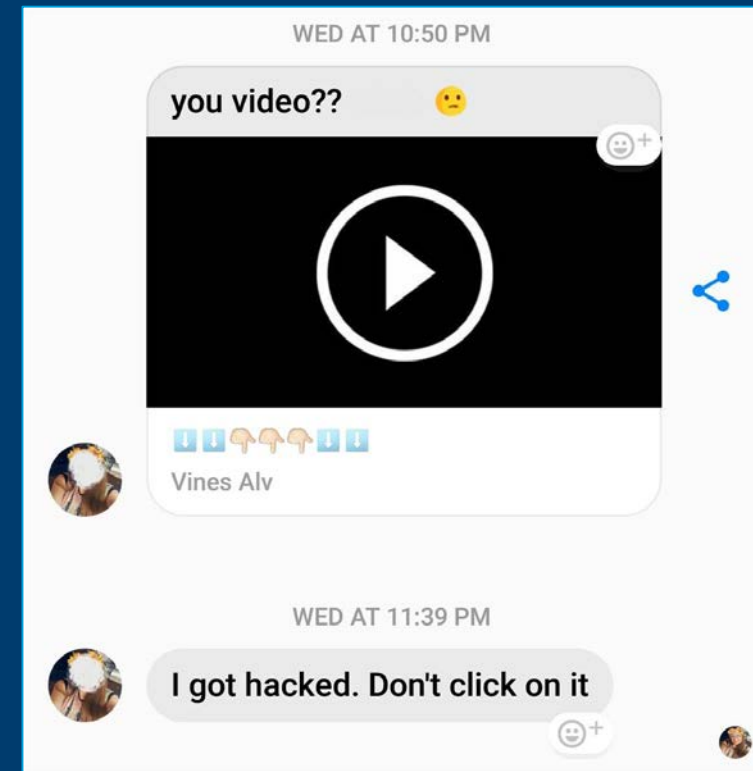 WED AT 10:50 PM
you video?? 🫤
⬇️⬇️👇🏻👇🏻👇🏻⬇️⬇️
Vines Alv
WED AT 11:39 PM
I got hacked. Don't click on it